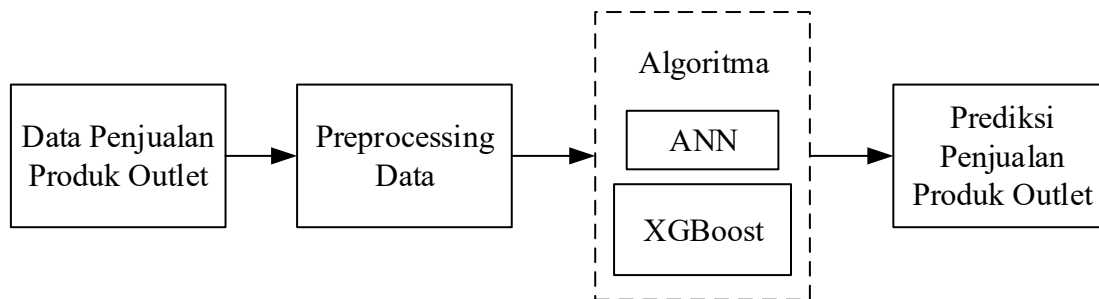 Data Penjualan
Produk Outlet
Preprocessing
Data
Algoritma
ANN
XGBoost
Prediksi
Penjualan
Produk Outlet